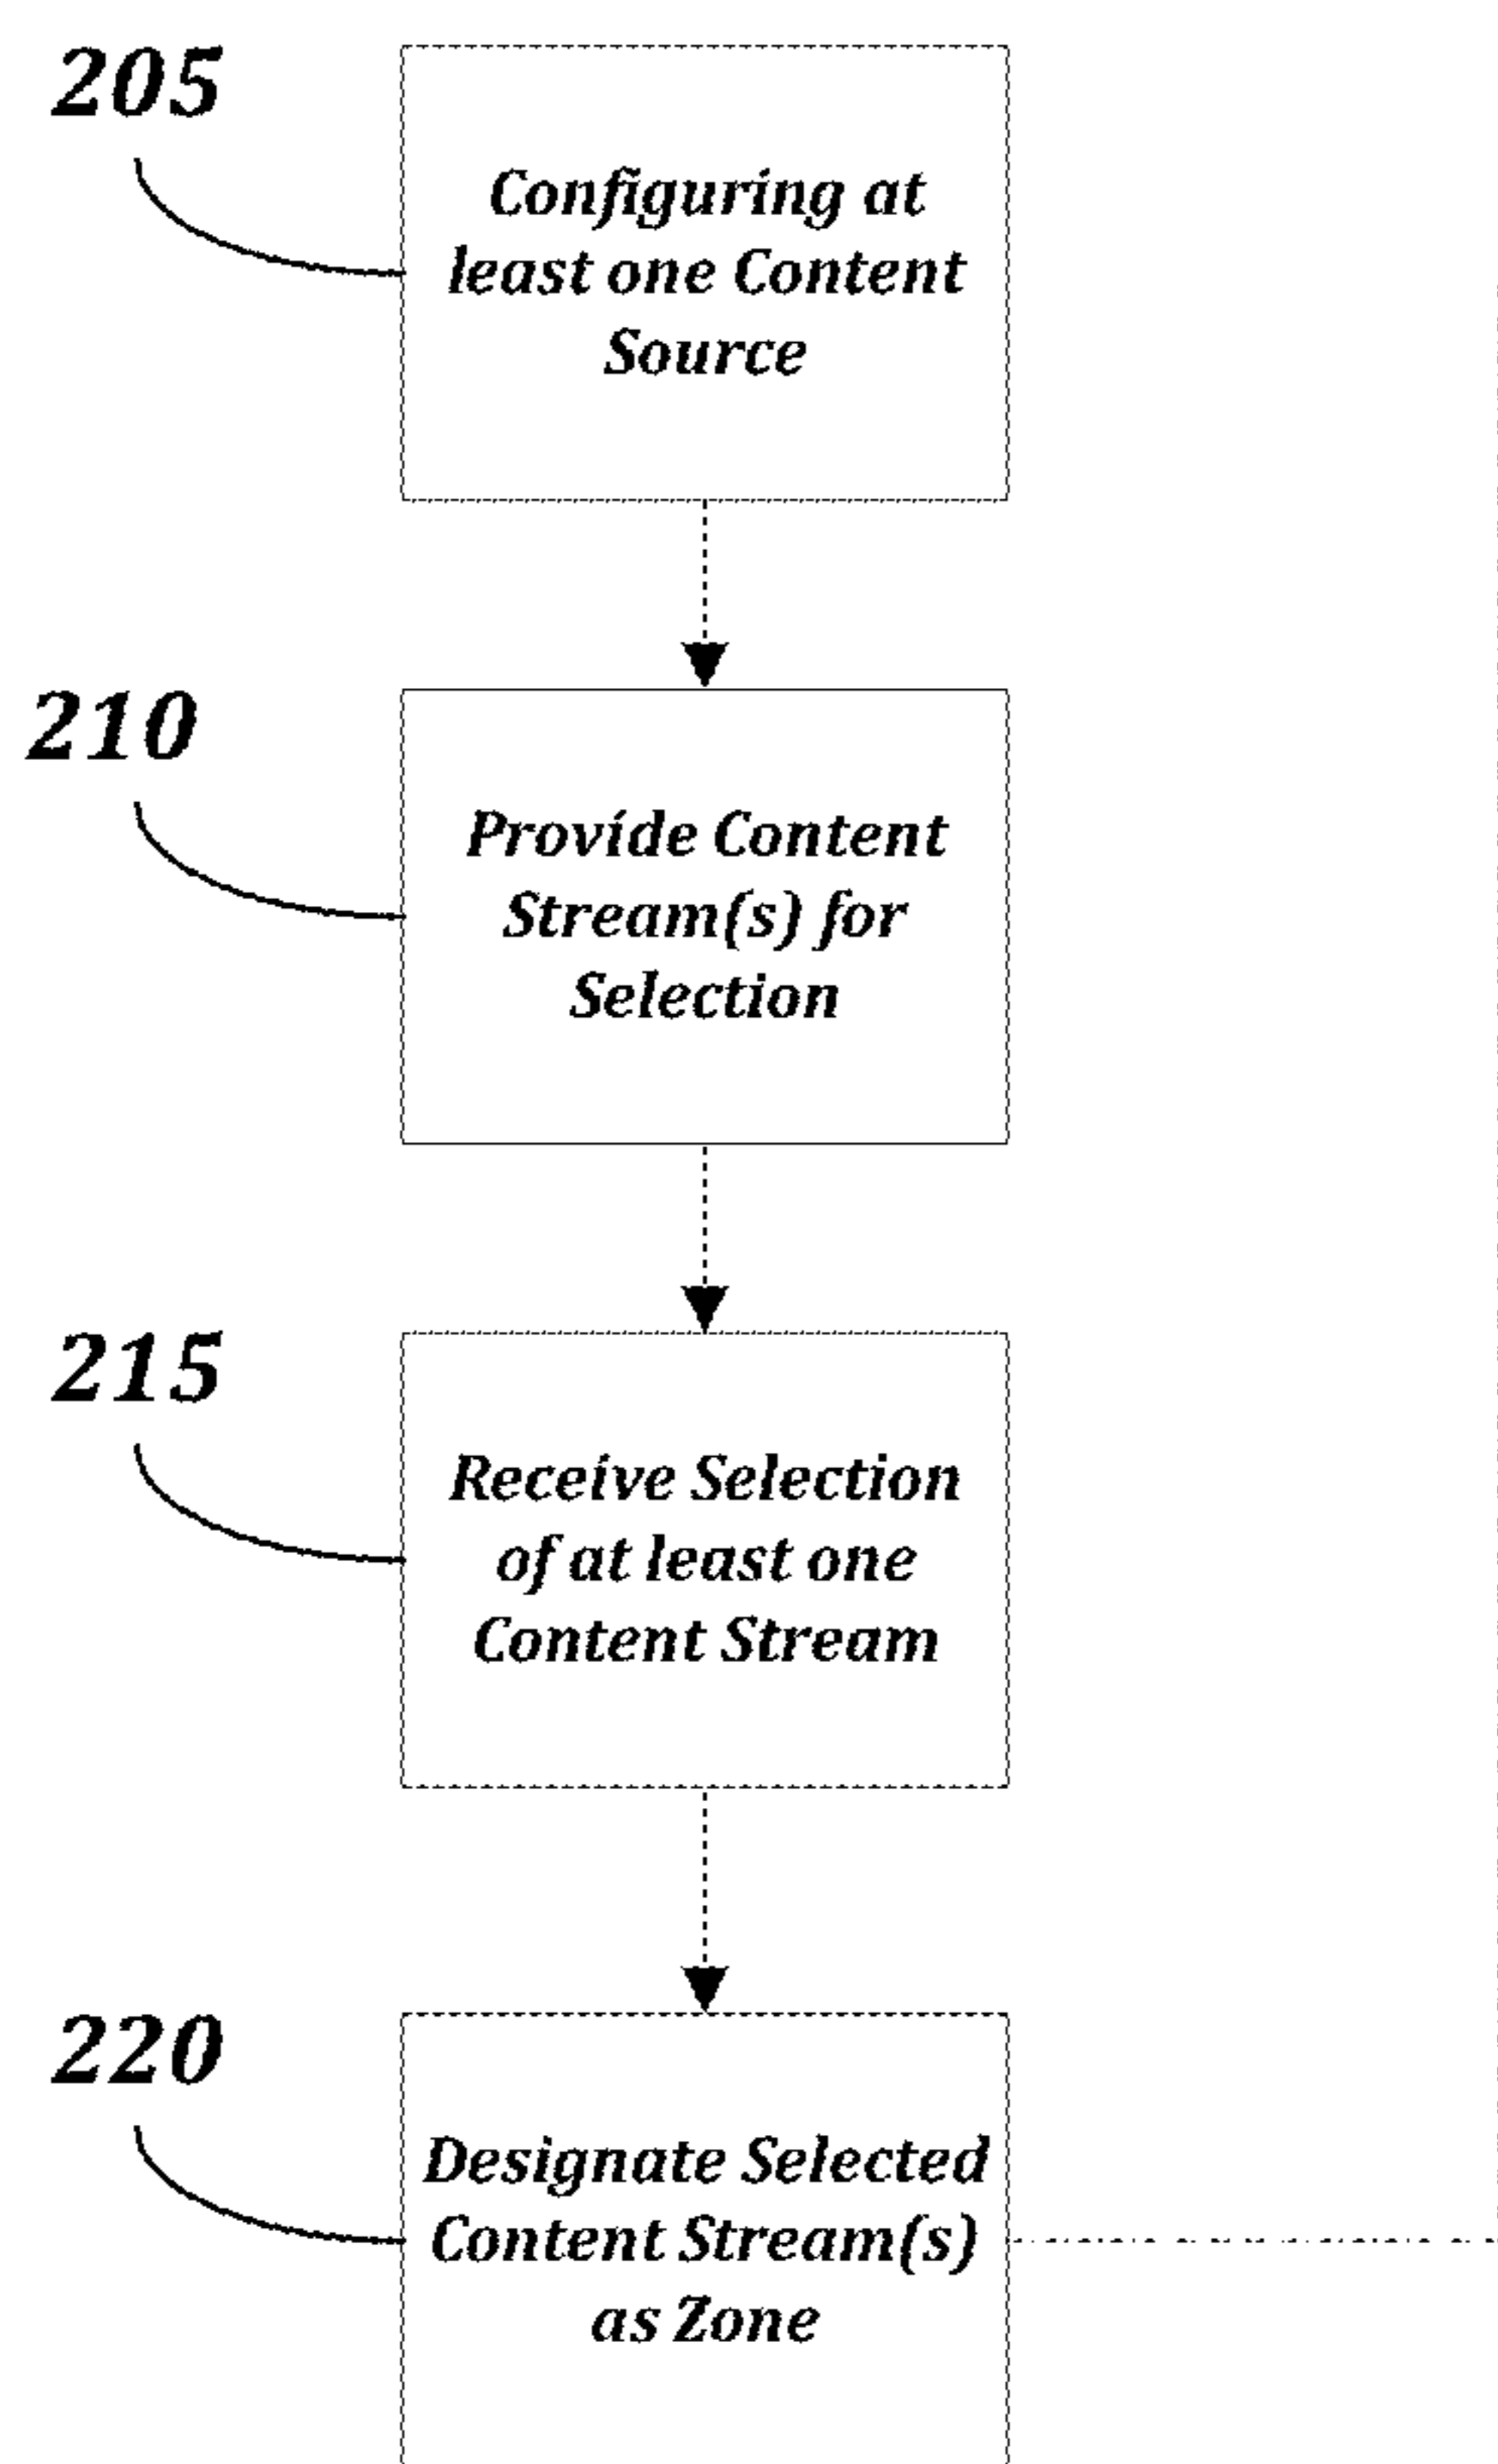 205
Configuring at
least one Content
Source
210
Provide Content
Stream(s) for
Selection
215
Receive Selection
of at least one
Content Stream
220
Designate Selected
Content Stream(s)
as Zone